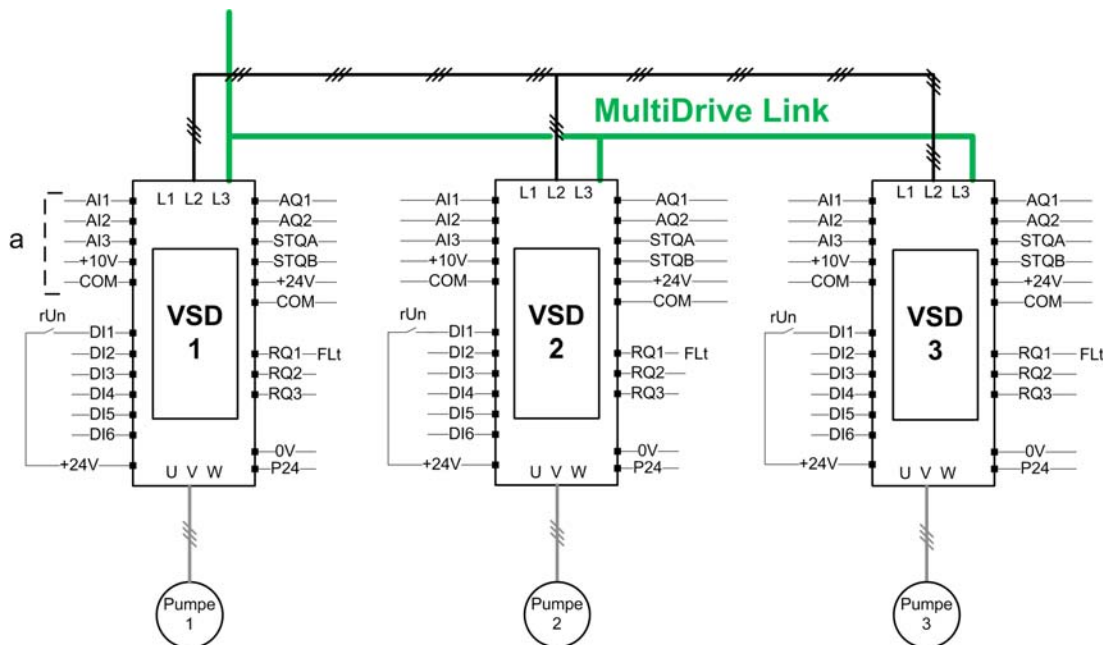 MultiDrive Link
a
L1 L2 L3
AI1
AI2
AI3
+10V
COM
rUn
DI1
DI2
DI3
DI4
DI5
DI6
+24V
VSD
1
AQ1
AQ2
STQA
STQB
+24V
COM
RQ1 FLt
RQ2
RQ3
0V
P24
U V W
Pumpe
1
L1 L2 L3
AI1
AI2
AI3
+10V
COM
rUn
DI1
DI2
DI3
DI4
DI5
DI6
+24V
VSD
2
AQ1
AQ2
STQA
STQB
+24V
COM
RQ1 FLt
RQ2
RQ3
0V
P24
U V W
Pumpe
2
L1 L2 L3
AI1
AI2
AI3
+10V
COM
rUn
DI1
DI2
DI3
DI4
DI5
DI6
+24V
VSD
3
AQ1
AQ2
STQA
STQB
+24V
COM
RQ1 FLt
RQ2
RQ3
0V
P24
U V W
Pumpe
3